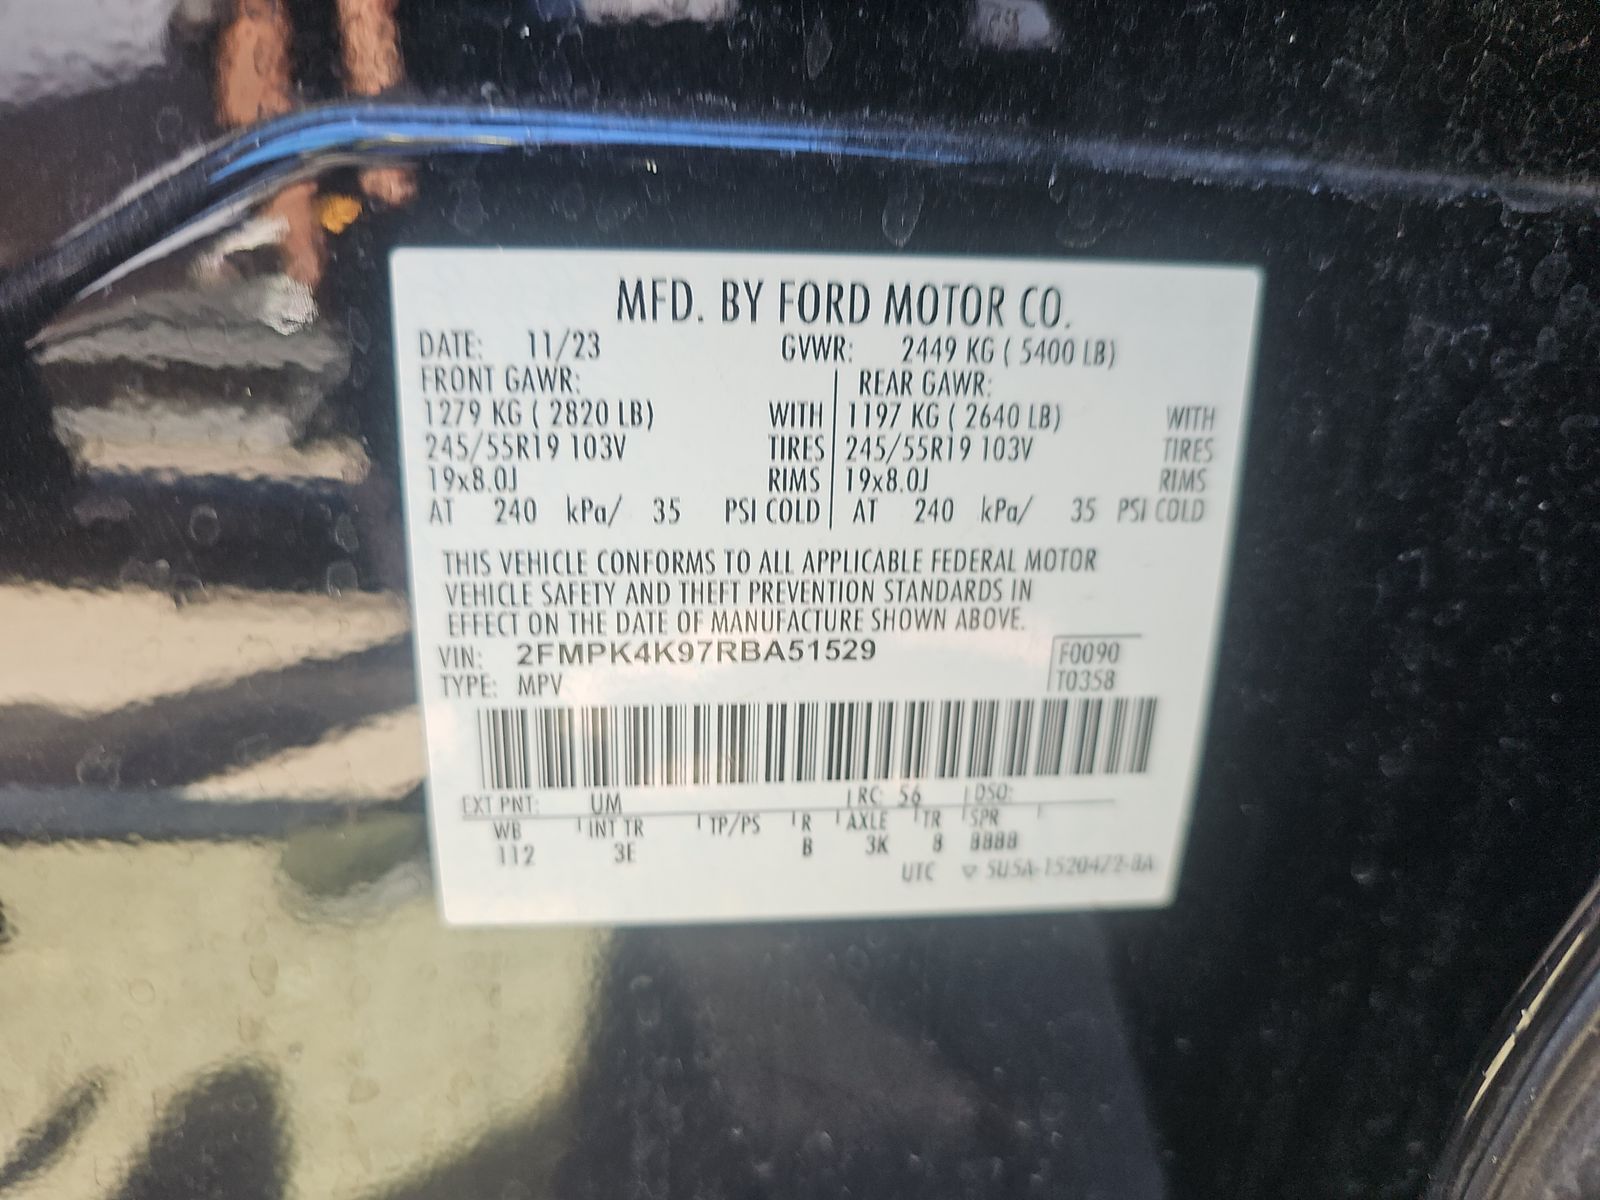 MFD. BY FORD MOTOR CO.
DATE: 11/23 GVWR: 2449 KG ( 5400 LB)
FRONT GAWR: REAR GAWR:
1279 KG ( 2820 LB) WITH 1197 KG ( 2640 LB) WITH
245/55R19 103V TIRES 245/55R19 103V TIRES
19x8.0J RIMS 19x8.0J RIMS
AT 240 kPa/ 35 PSI COLD AT 240 kPa/ 35 PSI COLD
THIS VEHICLE CONFORMS TO ALL APPLICABLE FEDERAL MOTOR
VEHICLE SAFETY AND THEFT PREVENTION STANDARDS IN
EFFECT ON THE DATE OF MANUFACTURE SHOWN ABOVE.
VIN: 2FMPK4K97RBA51529 F0090
TYPE: MPV T0358
EXT PNT: UM RC: 56 DSO:
WB INT TR TP/PS R AXLE TR SPR
112 3E B 3K 8 8888
UTC